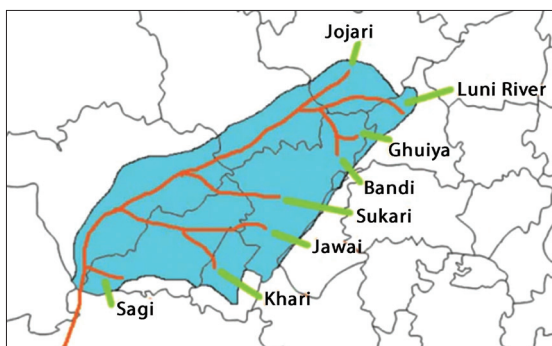 Jojari
Luni River
Ghuiya
Bandi
Sukari
Jawai
Khari
Sagi